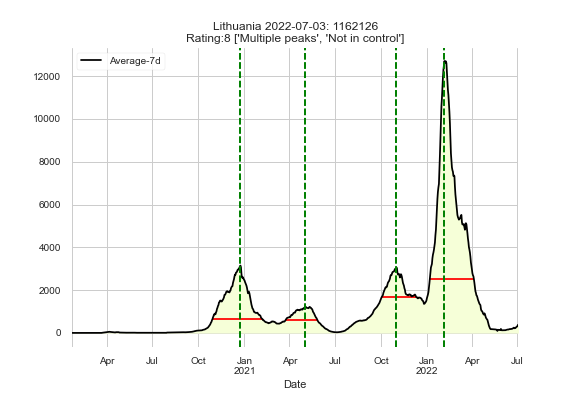 Lithuania 2022-07-03: 1162126
Rating:8 ['Multiple peaks', 'Not in control']
Average-7d
12000
10000
8000
6000
4000
2000
0
Apr Jul Oct Jan Apr Jul Oct Jan Apr Jul
2021 2022
Date